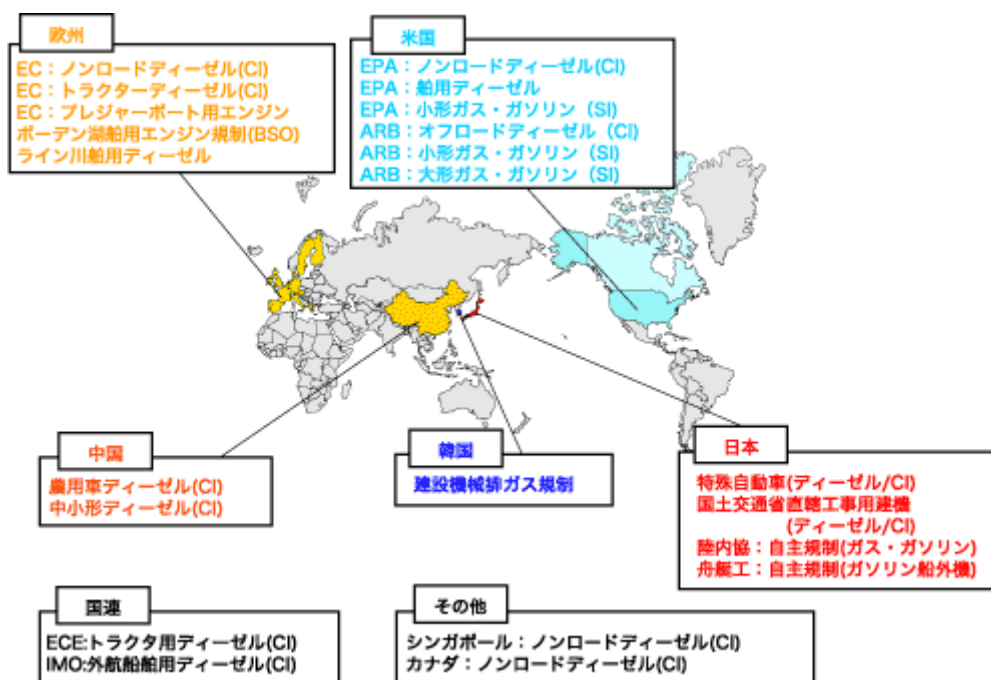 欧州
EC：ノンロードディーゼル(CI)
EC：トラクターディーゼル(CI)
EC：プレジャーボート用エンジン
ボーデン湖舶用エンジン規制(BSO)
ライン川舶用ディーゼル
米国
EPA：ノンロードディーゼル(CI)
EPA：舶用ディーゼル
EPA：小形ガス・ガソリン（SI)
ARB：オフロードディーゼル（CI)
ARB：小形ガス・ガソリン（SI)
ARB：大形ガス・ガソリン（SI)
中国
農用車ディーゼル(CI)
中小形ディーゼル(CI)
韓国
建設機械排ガス規制
日本
特殊自動車(ディーゼル/CI)
国土交通省直轄工事用建機
(ディーゼル/CI)
陸内協：自主規制(ガス・ガソリン)
舟艇工：自主規制(ガソリン船外機)
国連
ECE:トラクタ用ディーゼル(CI)
IMO:外航船舶用ディーゼル(CI)
その他
シンガポール：ノンロードディーゼル(CI)
カナダ：ノンロードディーゼル(CI)